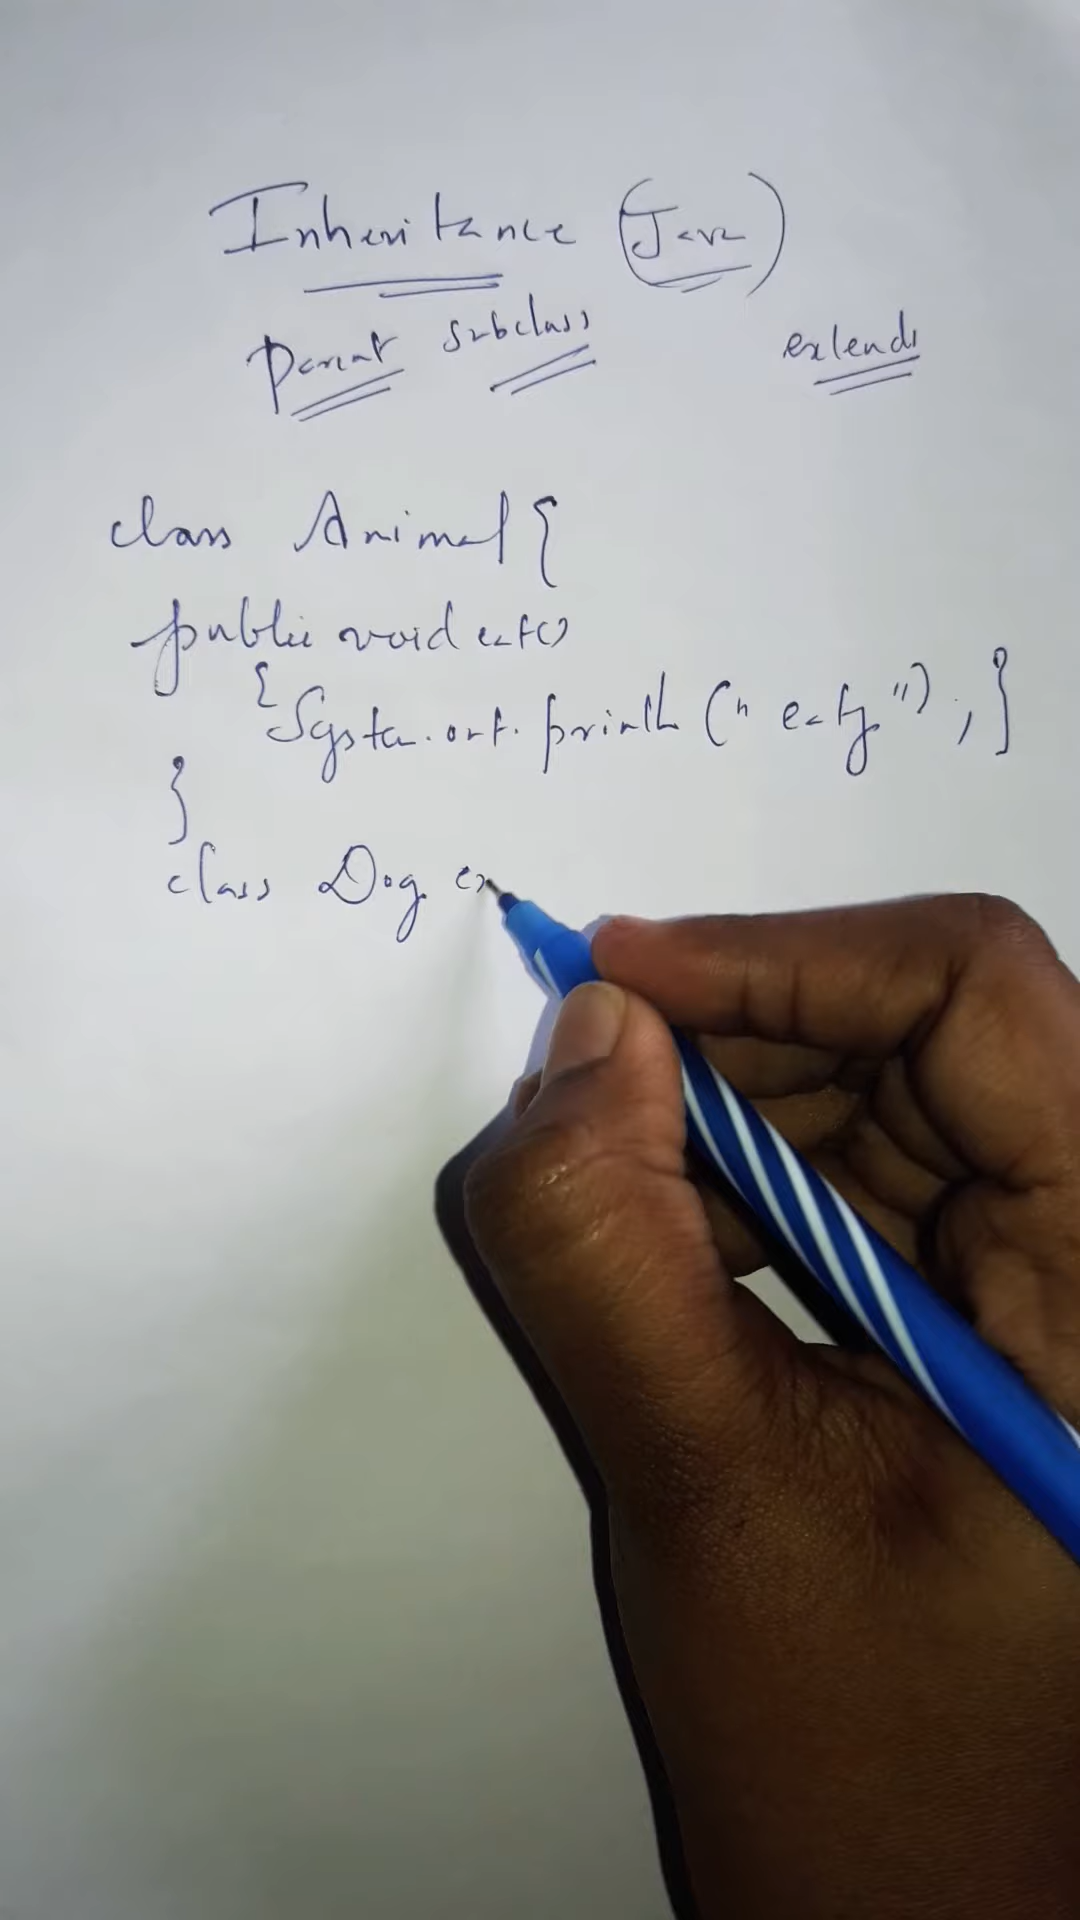 Inheritance (Java)
Parent subclass extends
class Animal {
public void eat()
{ System.out.println ("eating"); }
}
class Dog ex